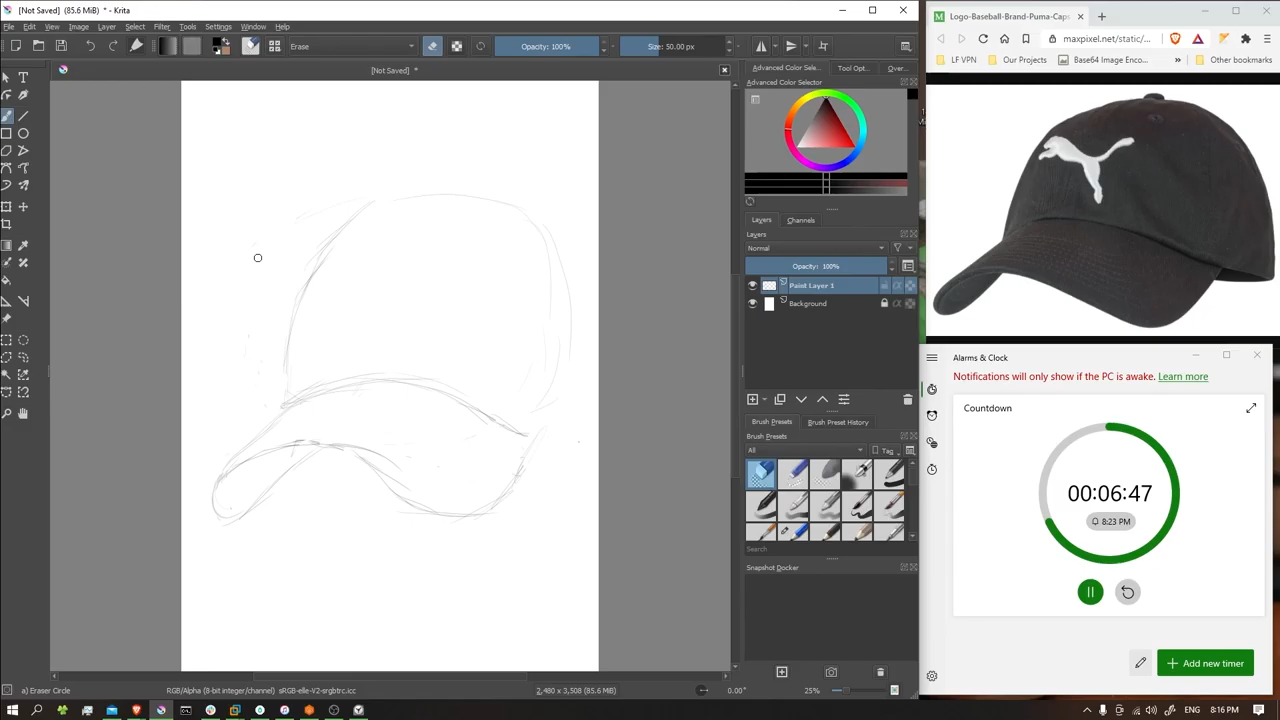 [Not Saved] (85.6 MiB) * - Krita
File Edit View Image Layer Select Filter Tools Settings Window Help
Erase
Opacity: 100%
Size: 50.00 px
[Not Saved] *
Advanced Color Sele...
Tool Opt...
Over...
Advanced Color Selector
Layers
Channels
Layers
Normal
Opacity: 100%
Paint Layer 1
Background
Brush Presets
Brush Preset History
Brush Presets
All
Tag
Search
Snapshot Docker
a) Eraser Circle
RGB/Alpha (8-bit integer/channel) sRGB-elle-V2-srgbtrc.icc
2,480 x 3,508 (85.6 MiB)
0.00°
25%
Logo-Baseball-Brand-Puma-Caps
maxpixel.net/static/...
LF VPN
Our Projects
Base64 Image Enco...
Other bookmarks
Alarms & Clock
Notifications will only show if the PC is awake. Learn more
Countdown
00:06:47
8:23 PM
Add new timer
ENG 8:16 PM